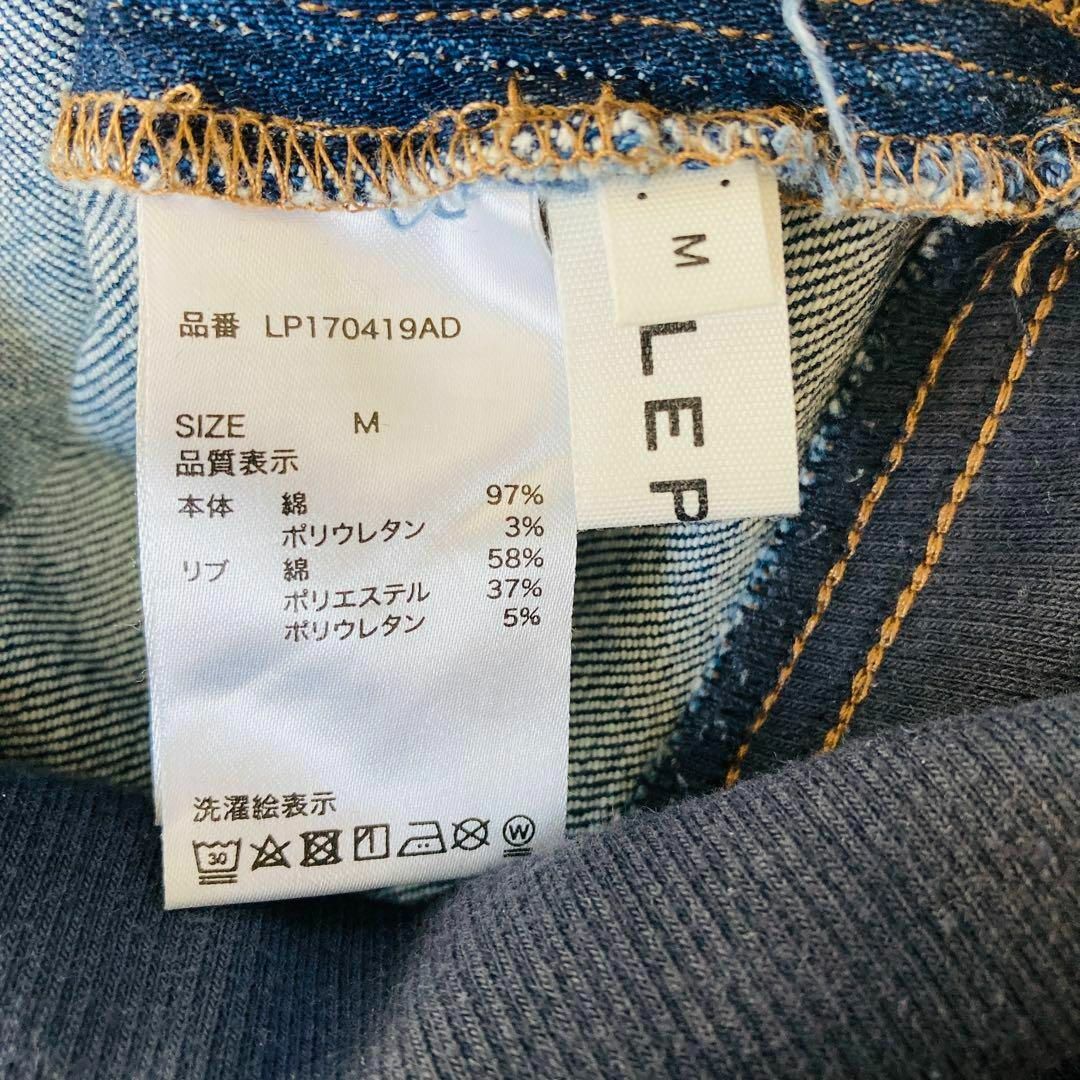 品番 LP170419AD
SIZE M
品質表示
本体 綿 97%
ポリウレタン 3%
リブ 綿 58%
ポリエステル 37%
ポリウレタン 5%
洗濯絵表示
30
W
M
LEP